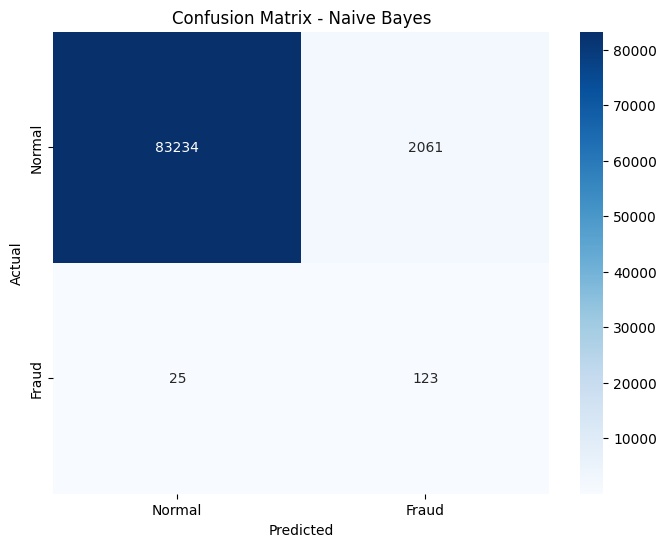 Confusion Matrix - Naive Bayes
Normal
Fraud
Actual
83234
2061
25
123
Normal
Fraud
Predicted
80000
70000
60000
50000
40000
30000
20000
10000